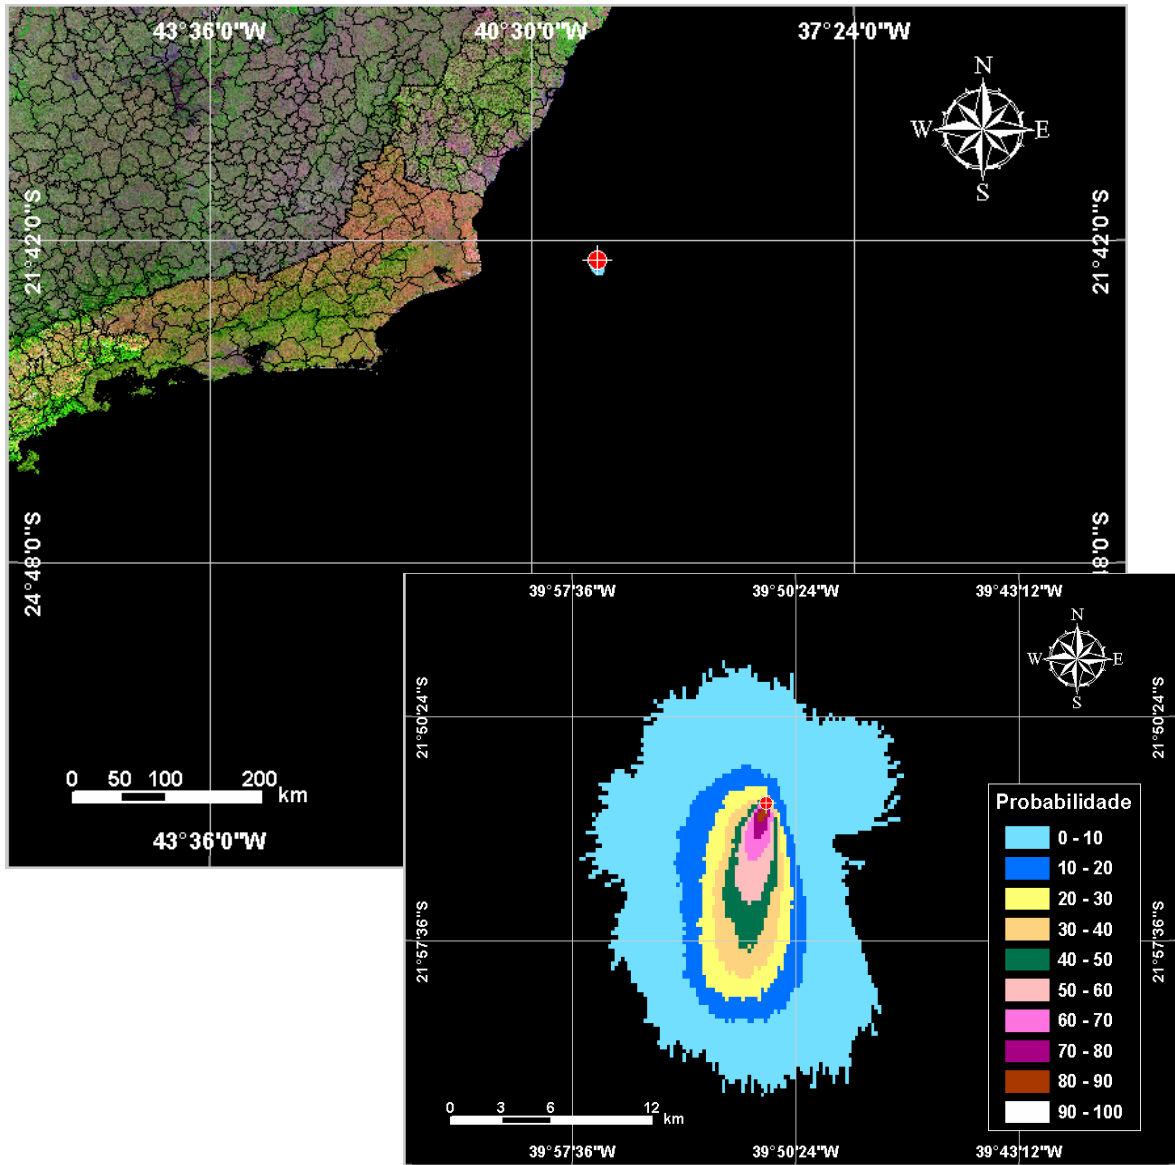 43°36'0"W 40°30'0"W 37°24'0"W
N
W E
S
21°42'0"S 21°42'0"S
24°48'0"S 48'0"S
0 50 100 200
km
43°36'0"W
39°57'36"W 39°50'24"W 39°43'12"W
N
W E
S
21°50'24"S 21°50'24"S
Probabilidade
0 - 10
10 - 20
20 - 30
30 - 40
40 - 50
50 - 60
60 - 70
70 - 80
80 - 90
90 - 100
21°57'36"S 21°57'36"S
0 3 6 12
km
39°57'36"W 39°50'24"W 39°43'12"W